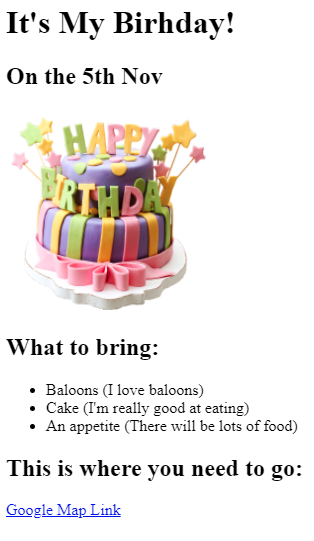 It's My Birhday!
On the 5th Nov
HAPPY
BIRTHDAY
What to bring:
Baloons (I love baloons)
Cake (I'm really good at eating)
An appetite (There will be lots of food)
This is where you need to go:
Google Map Link